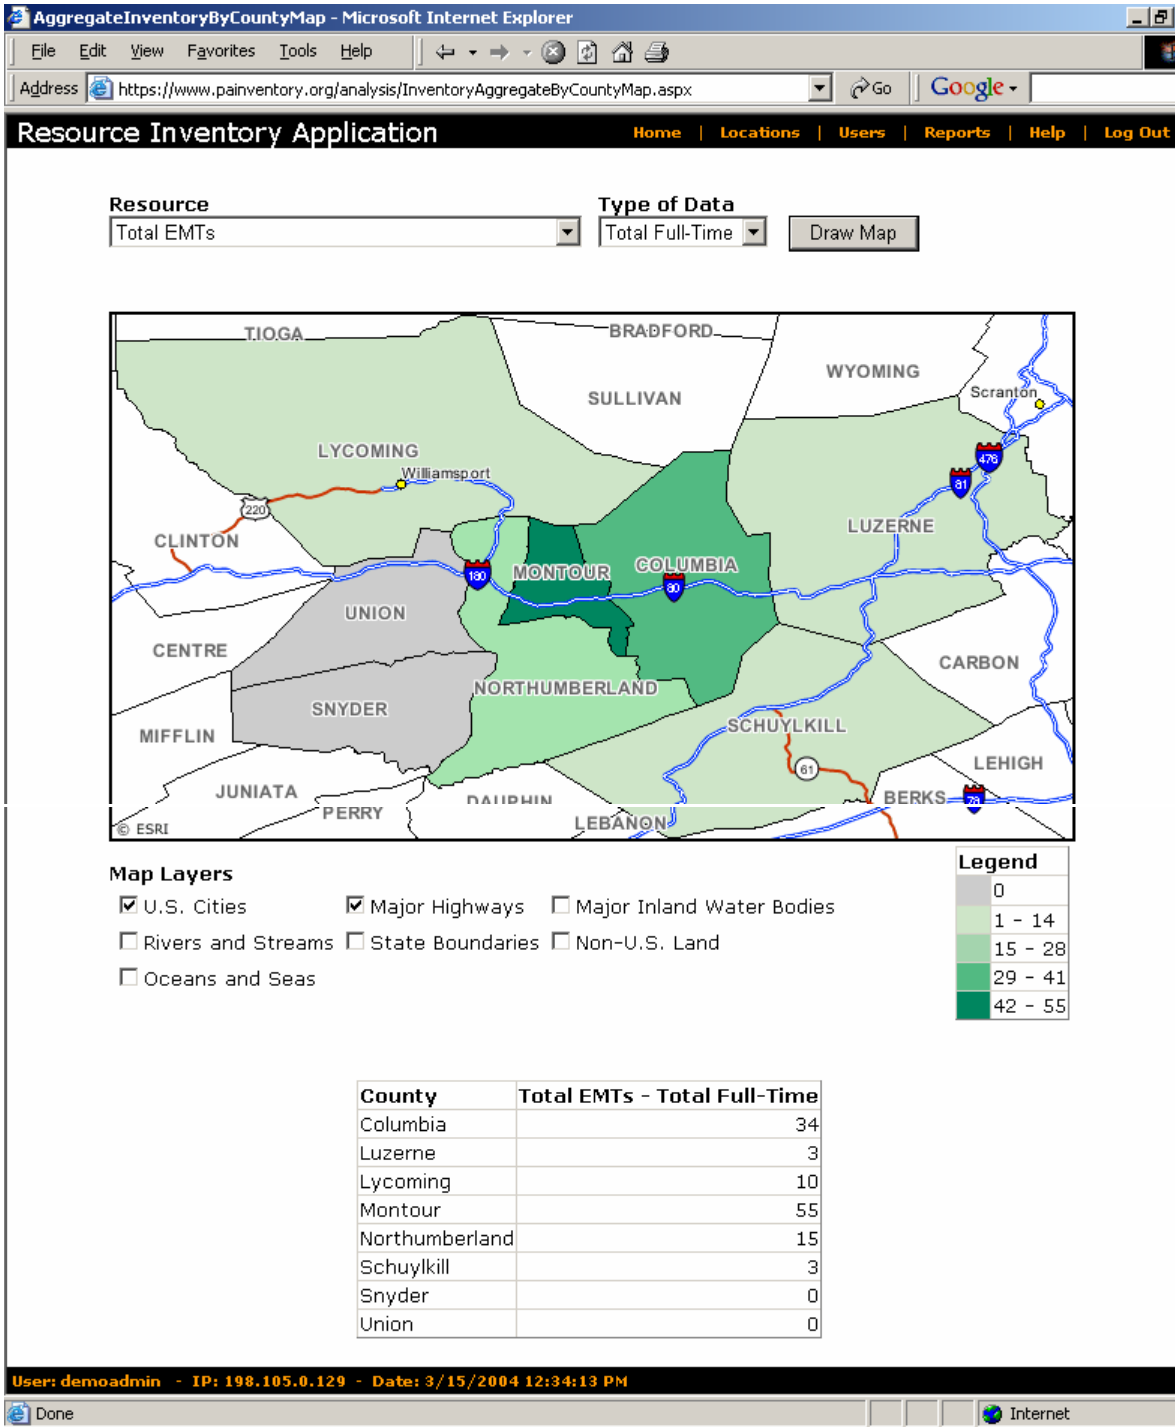 AggregateInventoryByCountyMap - Microsoft Internet Explorer
File Edit View Favorites Tools Help
Address https://www.painventory.org/analysis/InventoryAggregateByCountyMap.aspx Go Google
Resource Inventory Application Home | Locations | Users | Reports | Help | Log Out
Resource Type of Data
Total EMTs Total Full-Time Draw Map
TIOGA BRADFORD
WYOMING
SULLIVAN Scranton
LYCOMING
Williamsport 476
81
220
CLINTON LUZERNE
MONTOUR COLUMBIA
180 80
UNION
CENTRE CARBON
NORTHUMBERLAND
SNYDER
SCHUYLKILL
MIFFLIN
LEHIGH
61
JUNIATA BERKS 78
PERRY DAUPHIN
LEBANON
© ESRI
Map Layers Legend
0
U.S. Cities Major Highways Major Inland Water Bodies
1 - 14
Rivers and Streams State Boundaries Non-U.S. Land
15 - 28
Oceans and Seas 29 - 41
42 - 55
County Total EMTs - Total Full-Time
Columbia 34
Luzerne 3
Lycoming 10
Montour 55
Northumberland 15
Schuylkill 3
Snyder 0
Union 0
User: demoadmin - IP: 198.105.0.129 - Date: 3/15/2004 12:34:13 PM
Done Internet